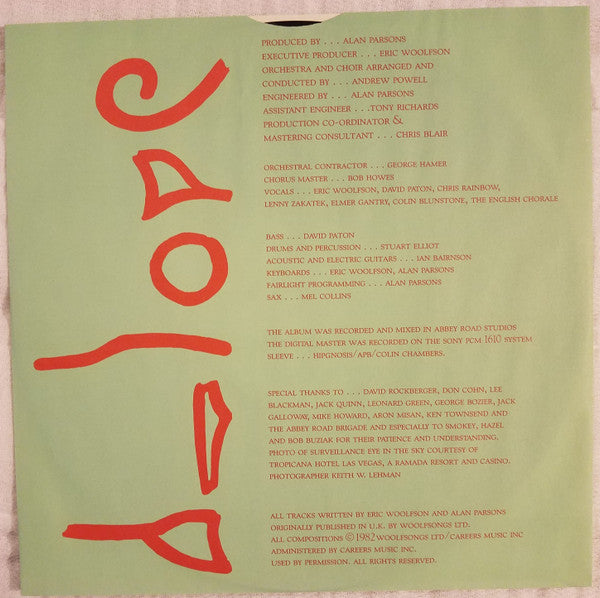 PRODUCED BY . . . ALAN PARSONS
EXECUTIVE PRODUCER . . . ERIC WOOLFSON
ORCHESTRA AND CHOIR ARRANGED AND
CONDUCTED BY . . . ANDREW POWELL
ENGINEERED BY . . . ALAN PARSONS
ASSISTANT ENGINEER . . .TONY RICHARDS
PRODUCTION CO-ORDINATOR &
MASTERING CONSULTANT . . . CHRIS BLAIR
ORCHESTRAL CONTRACTOR . . . GEORGE HAMER
CHORUS MASTER . . . BOB HOWES
VOCALS . . . ERIC WOOLFSON, DAVID PATON, CHRIS RAINBOW,
LENNY ZAKATEK, ELMER GANTRY, COLIN BLUNSTONE, THE ENGLISH CHORALE
BASS . . . DAVID PATON
DRUMS AND PERCUSSION . . . STUART ELLIOT
ACOUSTIC AND ELECTRIC GUITARS . . . IAN BAIRNSON
KEYBOARDS . . . ERIC WOOLFSON, ALAN PARSONS
FAIRLIGHT PROGRAMMING . . . ALAN PARSONS
SAX . . . MEL COLLINS
THE ALBUM WAS RECORDED AND MIXED IN ABBEY ROAD STUDIOS
THE DIGITAL MASTER WAS RECORDED ON THE SONY PCM 1610 SYSTEM
SLEEVE . . . HIPGNOSIS/APB/COLIN CHAMBERS.
SPECIAL THANKS TO . . . DAVID ROCKBERGER, DON COHN, LEE
BLACKMAN, JACK QUINN, LEONARD GREEN, GEORGE BOZIER, JACK
GALLOWAY, MIKE HOWARD, ARON MISAN, KEN TOWNSEND AND
THE ABBEY ROAD BRIGADE AND ESPECIALLY TO SMOKEY, HAZEL
AND BOB BUZIAK FOR THEIR PATIENCE AND UNDERSTANDING.
PHOTO OF SURVEILLANCE EYE IN THE SKY COURTESY OF
TROPICANA HOTEL LAS VEGAS, A RAMADA RESORT AND CASINO.
PHOTOGRAPHER KEITH W. LEHMAN
ALL TRACKS WRITTEN BY ERIC WOOLFSON AND ALAN PARSONS
ORIGINALLY PUBLISHED IN U.K. BY WOOLFSONGS LTD.
ALL COMPOSITIONS ©1982 WOOLFSONGS LTD/CAREERS MUSIC INC
ADMINISTERED BY CAREERS MUSIC INC.
USED BY PERMISSION. ALL RIGHTS RESERVED.